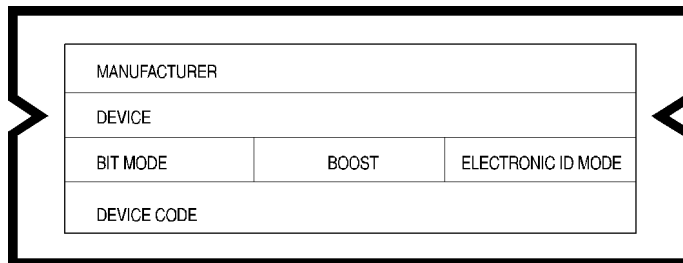 MANUFACTURER
DEVICE
BIT MODE BOOST ELECTRONIC ID MODE
DEVICE CODE